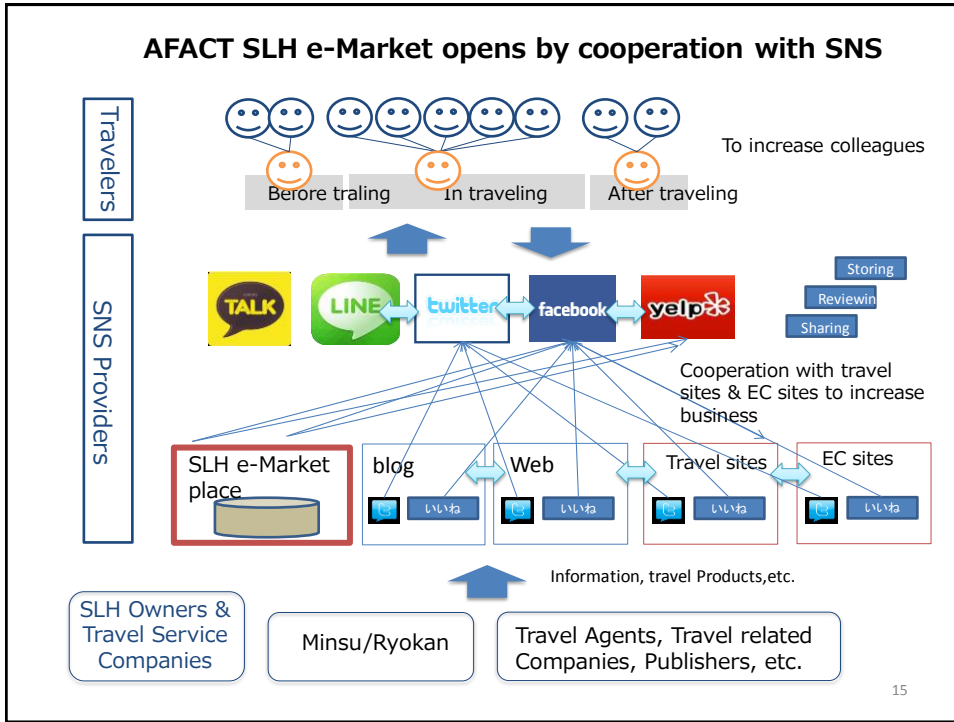 AFACT SLH e-Market opens by cooperation with SNS
Travelers
To increase colleagues
Before traling
In traveling
After traveling
SNS Providers
TALK
LINE
twitter
facebook
yelp
Storing
Reviewin
Sharing
Cooperation with travel
sites & EC sites to increase
business
SLH e-Market
place
blog
Web
Travel sites
EC sites
いいね
いいね
いいね
いいね
Information, travel Products,etc.
SLH Owners &
Travel Service
Companies
Minsu/Ryokan
Travel Agents, Travel related
Companies, Publishers, etc.
15